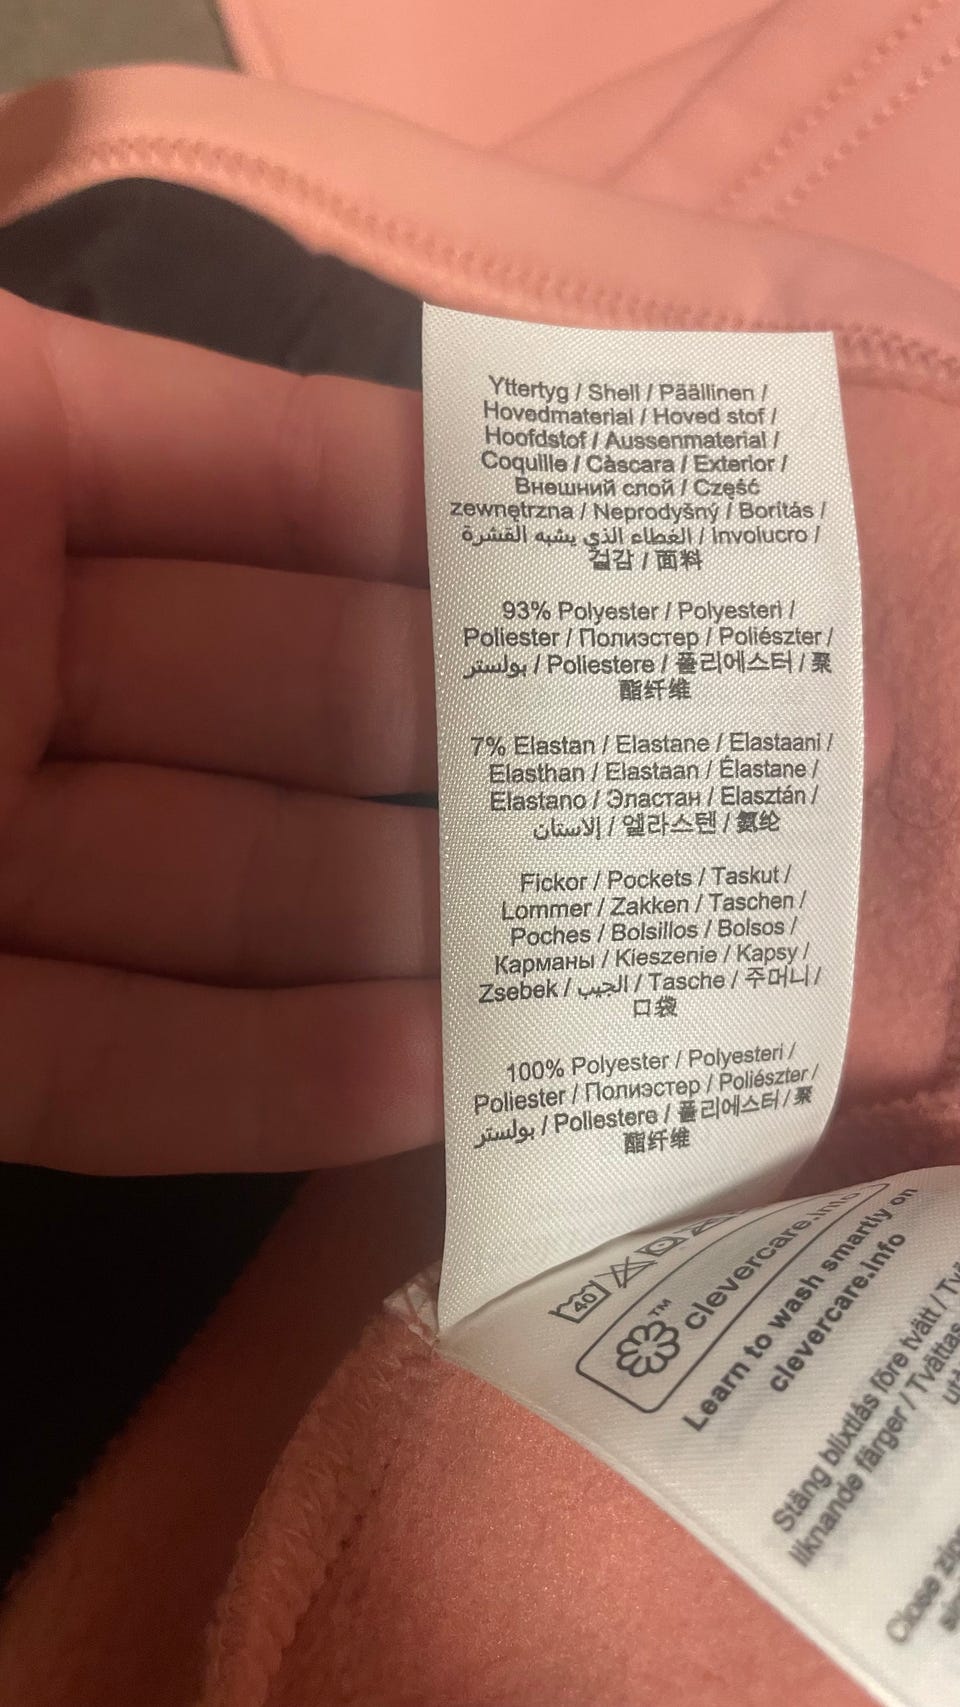 Yttertyg / Shell / Päällinen /
Hovedmaterial / Hoved stof /
Hoofdstof / Aussenmaterial /
Coquille / Càscara / Exterior /
Внешний слой / Część
zewnętrzna / Neprodyšný / Borítás /
الغطاء الذي يشبه القشرة / Involucro /
겉감 / 面料
93% Polyester / Polyesteri /
Poliester / Полиэстер / Poliészter /
بولستر / Poliestere / 폴리에스터 / 聚
酯纤维
7% Elastan / Elastane / Elastaani /
Elasthan / Elastaan / Élastane /
Elastano / Эластан / Elasztán /
إلاستان / 엘라스텐 / 氨纶
Fickor / Pockets / Taskut /
Lommer / Zakken / Taschen /
Poches / Bolsillos / Bolsos /
Карманы / Kieszenie / Kapsy /
Zsebek / الجيب / Tasche / 주머니 /
口袋
100% Polyester / Polyesteri /
Poliester / Полиэстер / Poliészter /
بولستر / Poliestere / 폴리에스터 / 聚
酯纤维
40
™ clevercare.info
Learn to wash smartly on
clevercare.info
Stäng blixtlås före tvätt /
liknande färger / Tvättas
Close